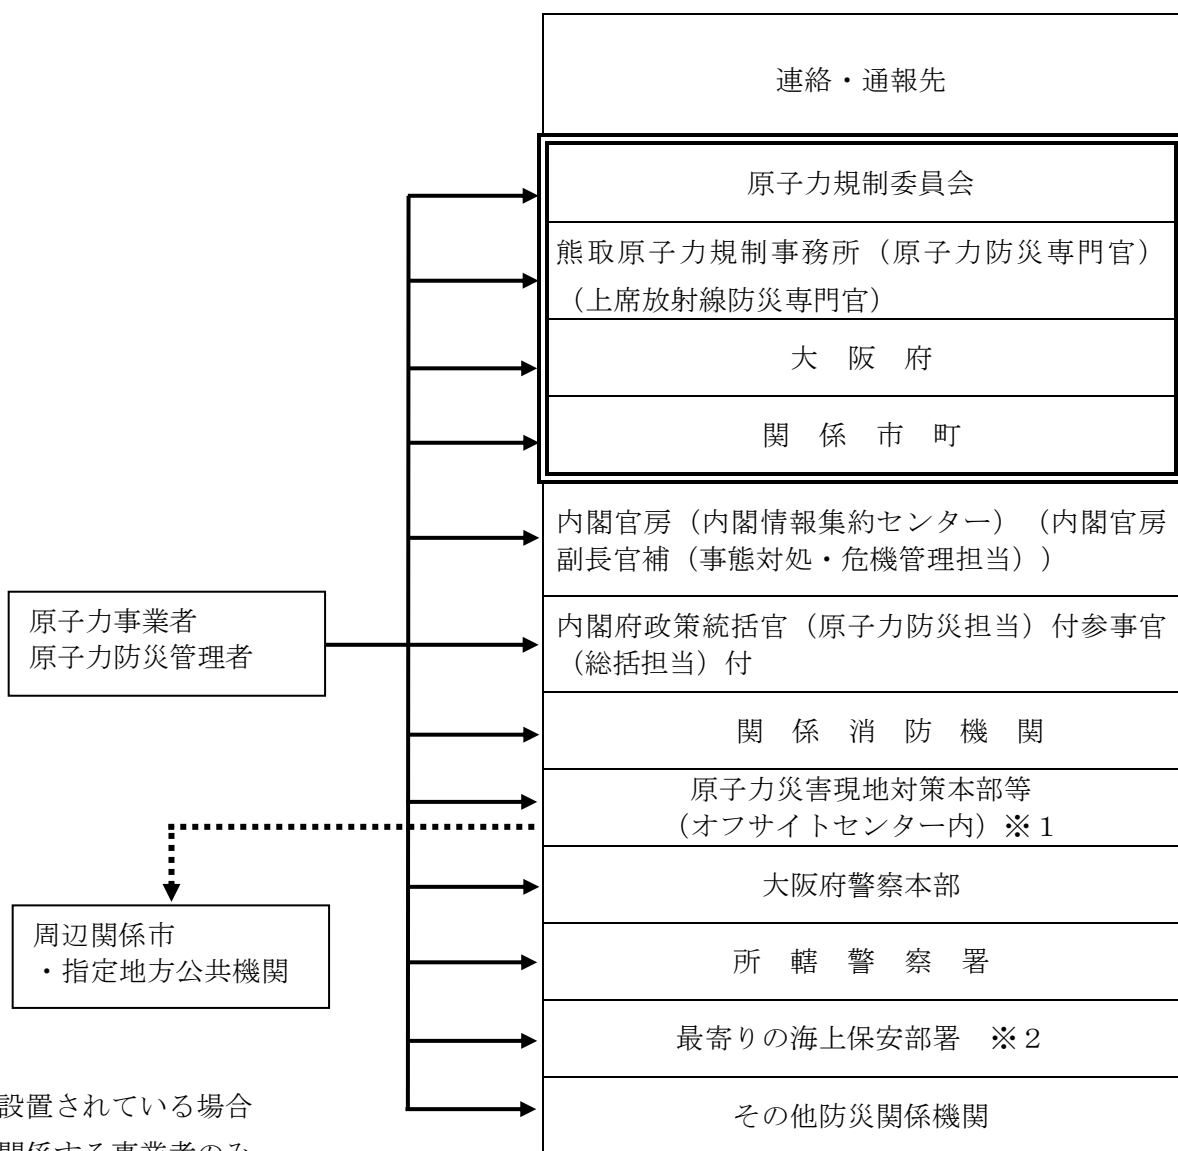 連絡・通報先
原子力規制委員会
熊取原子力規制事務所（原子力防災専門官）
（上席放射線防災専門官）
大　阪　府
関　係　市　町
内閣官房（内閣情報集約センター）（内閣官房
副長官補（事態対処・危機管理担当））
内閣府政策統括官（原子力防災担当）付参事官
（総括担当）付
関　係　消　防　機　関
原子力災害現地対策本部等
（オフサイトセンター内）※１
大阪府警察本部
所　轄　警　察　署
最寄りの海上保安部署　※２
その他防災関係機関
原子力事業者
原子力防災管理者
周辺関係市
・指定地方公共機関
設置されている場合
関係する事業者のみ